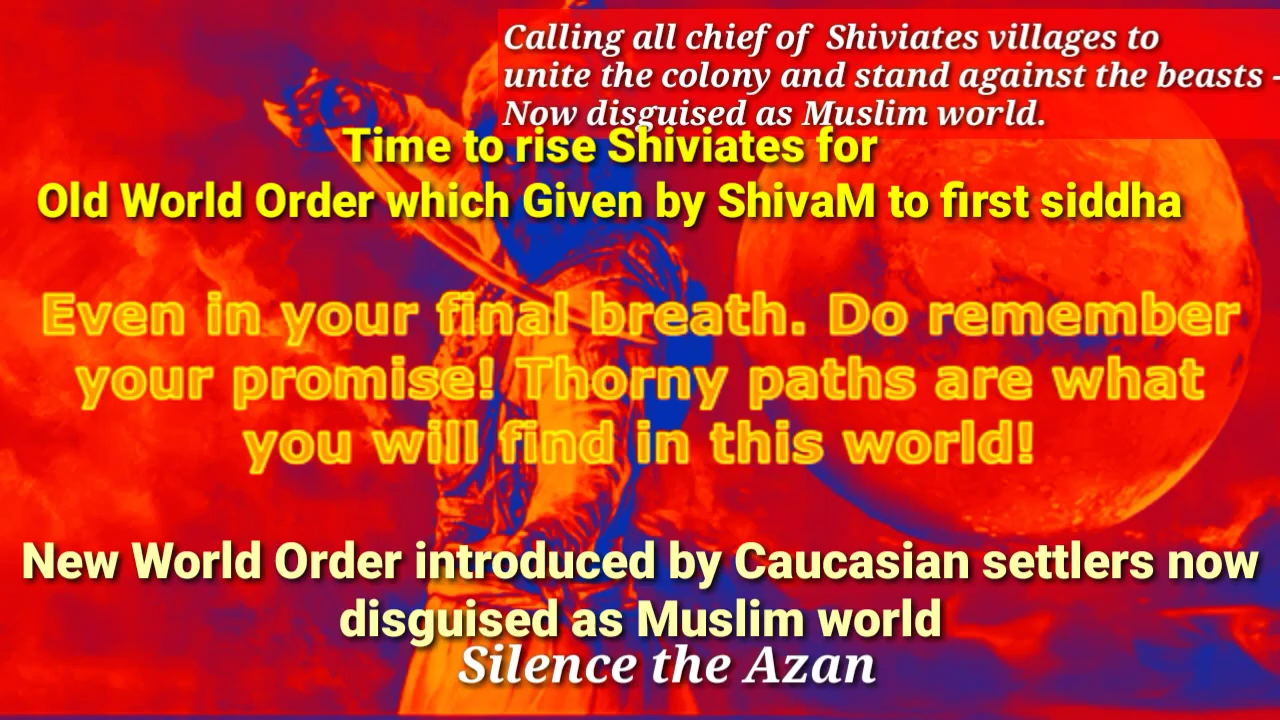 Calling all chief of Shiviates villages to
unite the colony and stand against the beasts -
Now disguised as Muslim world.
Time to rise Shiviates for
Old World Order which Given by ShivaM to first siddha
Even in your final breath. Do remember
your promise! Thorny paths are what
you will find in this world!
New World Order introduced by Caucasian settlers now
disguised as Muslim world
Silence the Azan